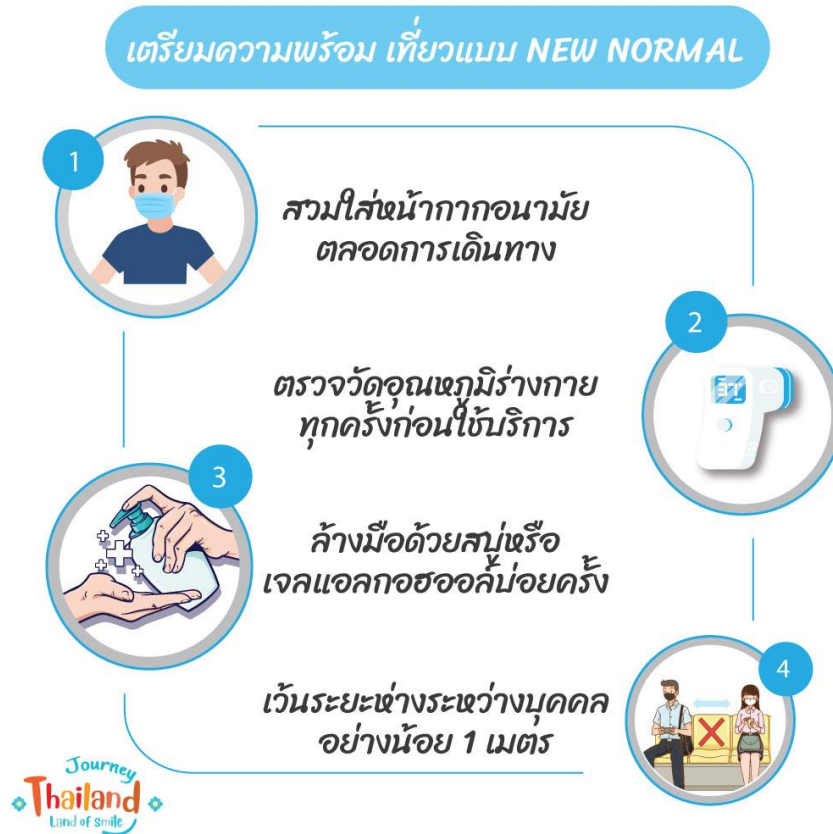 เตรียมความพร้อม เที่ยวแบบ NEW NORMAL
1
สวมใส่หน้ากากอนามัย
ตลอดการเดินทาง
2
ตรวจวัดอุณหภูมิร่างกาย
ทุกครั้งก่อนใช้บริการ
37
3
ล้างมือด้วยสบู่หรือ
เจลแอลกอฮออล์บ่อยครั้ง
4
เว้นระยะห่างระหว่างบุคคล
อย่างน้อย 1 เมตร
Journey
Thailand
Land of smile